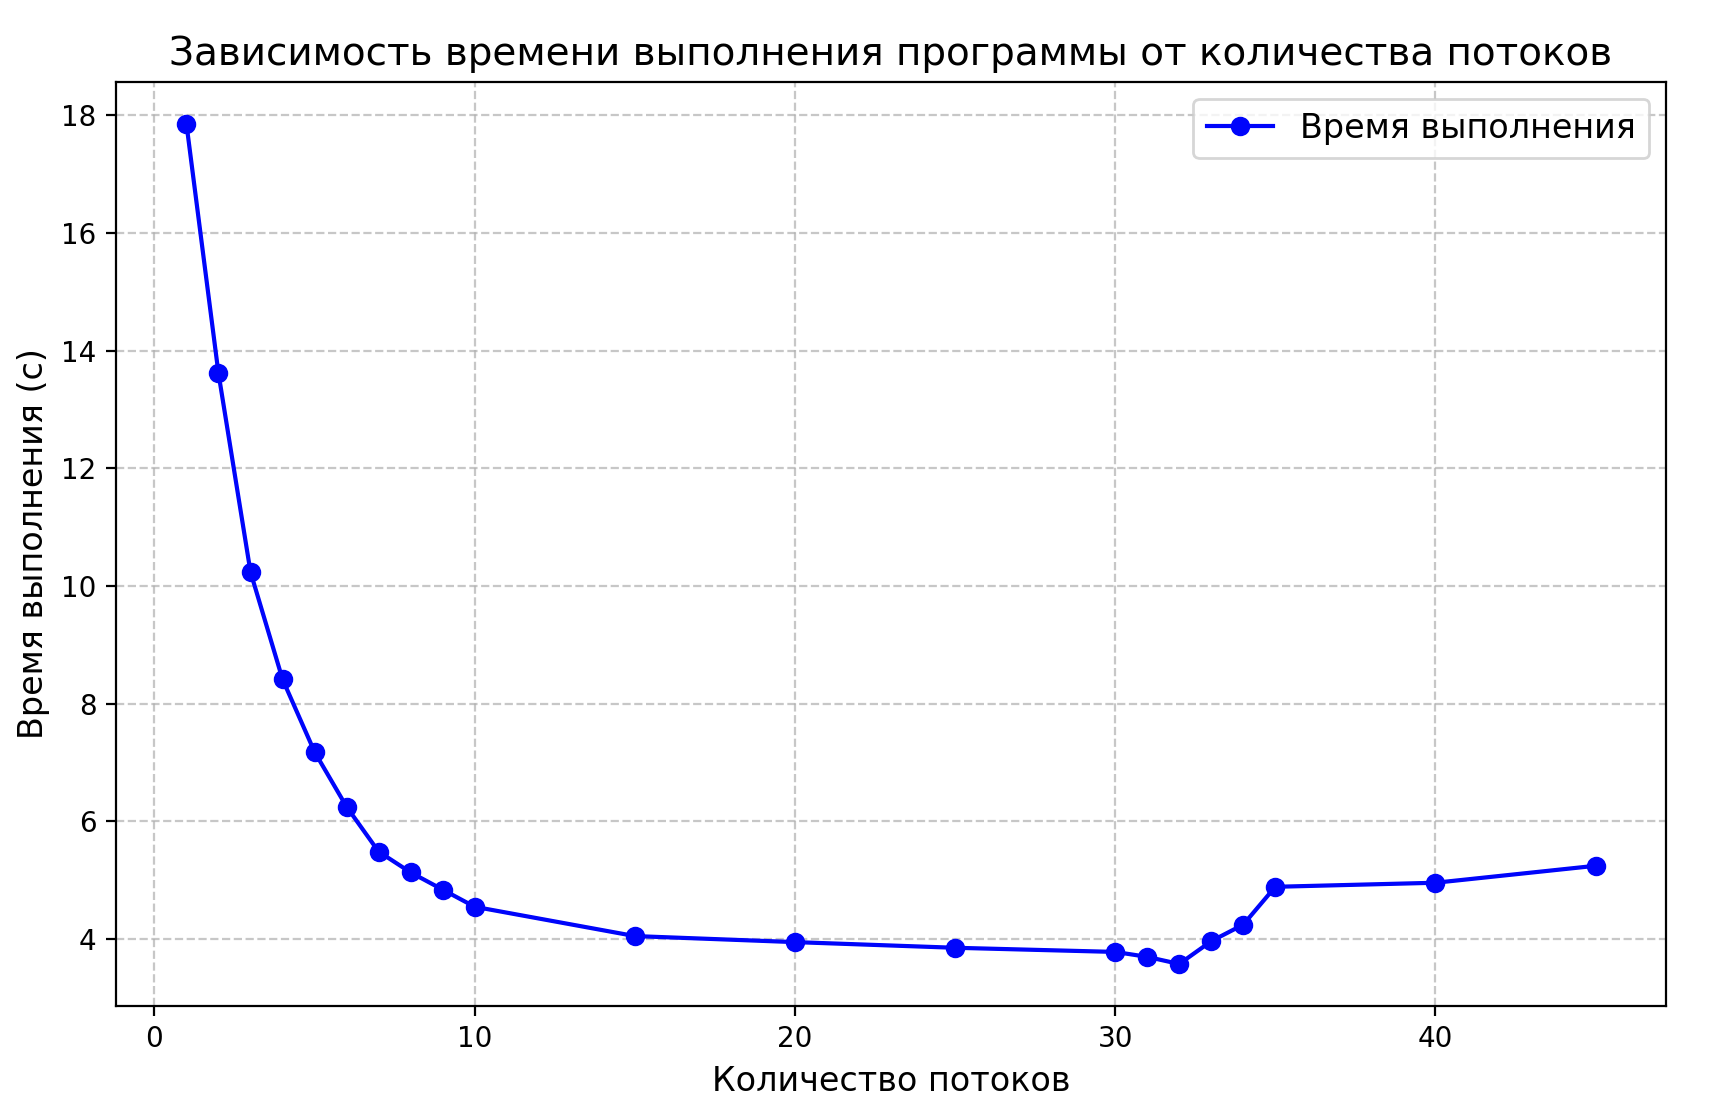 Зависимость времени выполнения программы от количества потоков
Время выполнения
Время выполнения (с)
18
16
14
12
10
8
6
4
0 10 20 30 40
Количество потоков